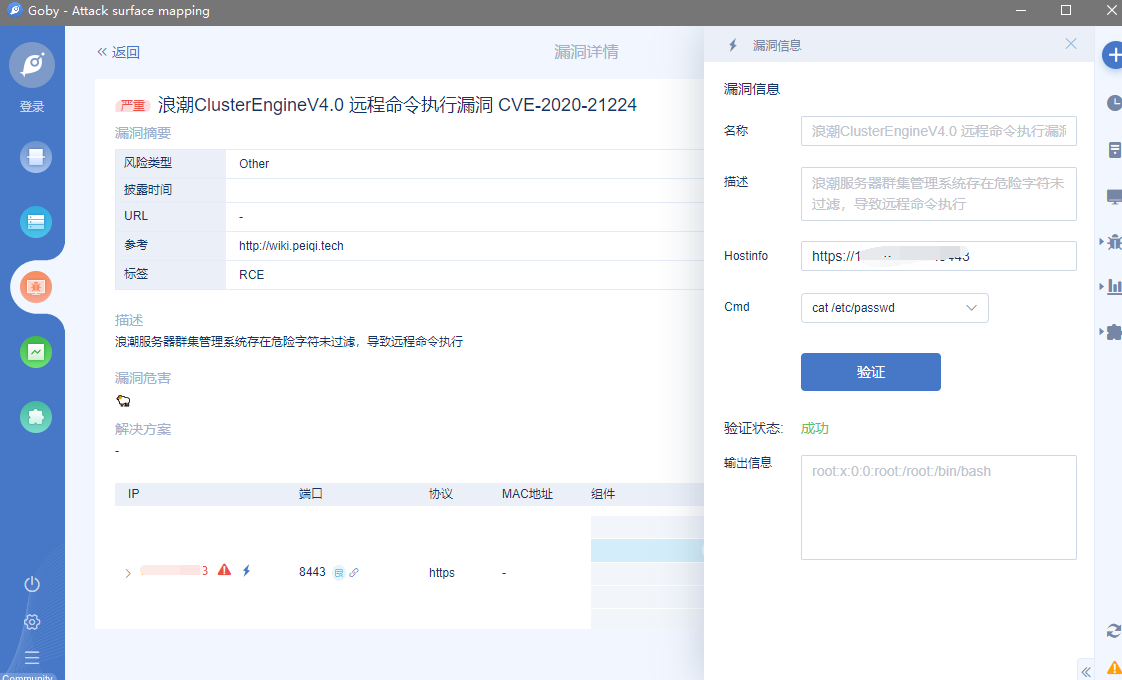 Goby - Attack surface mapping
登录
Community
返回
漏洞详情
严重 浪潮ClusterEngineV4.0 远程命令执行漏洞 CVE-2020-21224
漏洞摘要
风险类型 Other
披露时间
URL -
参考 http://wiki.peiqi.tech
标签 RCE
描述
浪潮服务器群集管理系统存在危险字符未过滤，导致远程命令执行
漏洞危害
解决方案
-
IP 端口 协议 MAC地址 组件
3 8443 https -
漏洞信息
漏洞信息
名称 浪潮ClusterEngineV4.0 远程命令执行漏洞
描述 浪潮服务器群集管理系统存在危险字符未
过滤，导致远程命令执行
Hostinfo https://1
Cmd cat /etc/passwd
验证
验证状态: 成功
输出信息 root:x:0:0:root:/root:/bin/bash